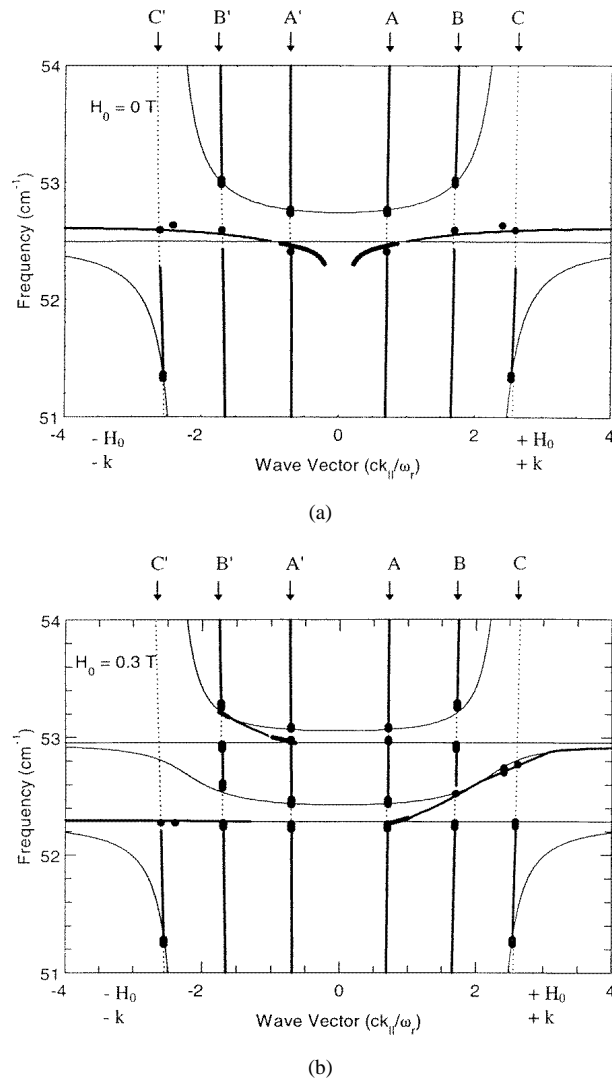 C' B' A' A B C
54
H₀ = 0 T
53
Frequency (cm⁻¹)
52
51
-4 -2 0 2 4
- H₀ + H₀
- k Wave Vector (ck||/ωr) + k
(a)
C' B' A' A B C
54
H₀ = 0.3 T
53
Frequency (cm⁻¹)
52
51
-4 -2 0 2 4
- H₀ + H₀
- k Wave Vector (ck||/ωr) + k
(b)